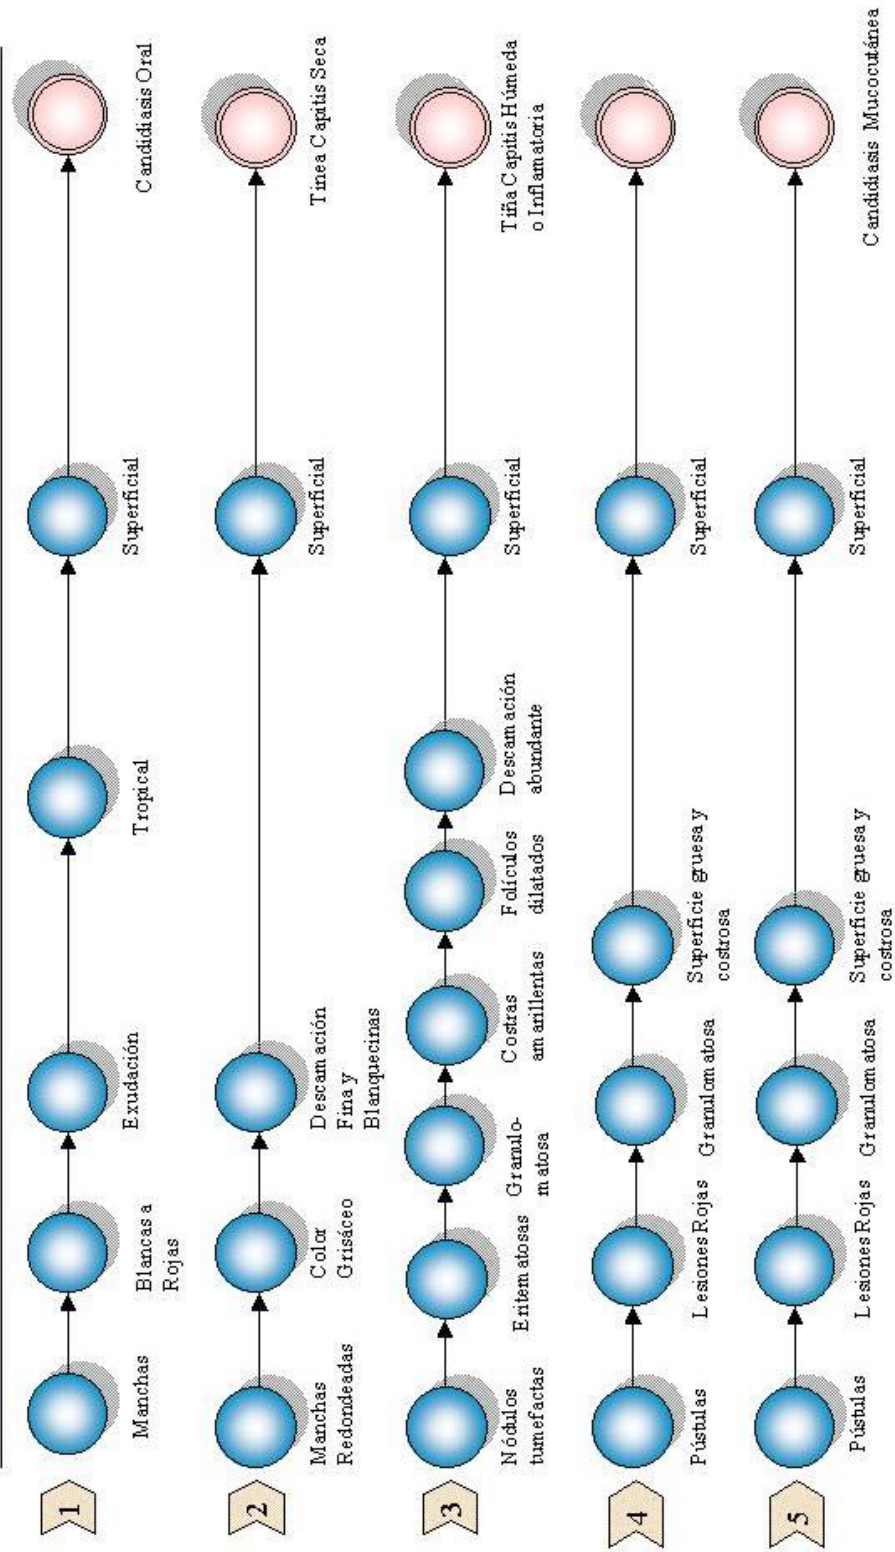 1
Manchas
Blancas a
Rojas
Exudación
Tropical
Superficial
Candidiasis Oral
2
Manchas
Redondeadas
Color
Grisáceo
Descamación
Fina y
Blanquecinas
Superficial
Tinea Capitis Seca
3
Nódulos
tumefactas
Eritematosas
Granulo-
matosa
Costras
amarillentas
Folículos
dilatados
Descamación
abundante
Superficial
Tiña Capitis Húmeda
o Inflamatoria
4
Pústulas
Lesiones Rojas
Granulomatosa
Superficie gruesa y
costrosa
Superficial
5
Pústulas
Lesiones Rojas
Granulomatosa
Superficie gruesa y
costrosa
Superficial
Candidiasis Mucocutánea